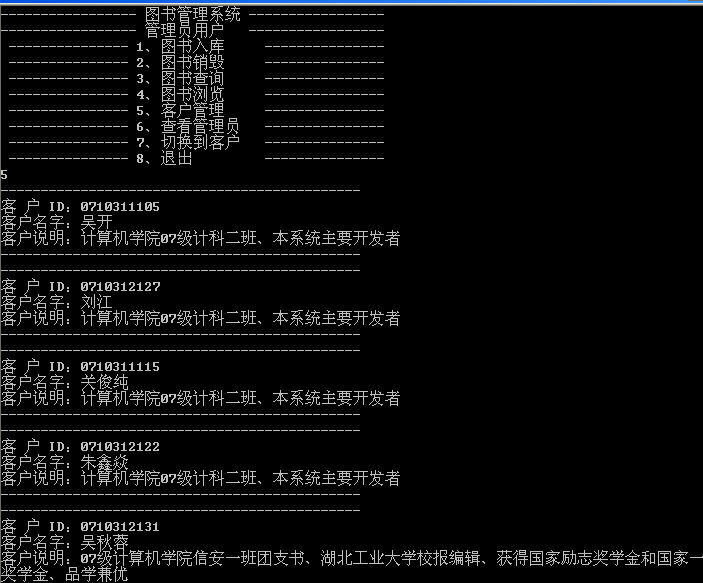 ----------------- 图书管理系统 -----------------
----------------- 管理员用户 -----------------
--------------- 1、图书入库 ---------------
--------------- 2、图书销毁 ---------------
--------------- 3、图书查询 ---------------
--------------- 4、图书浏览 ---------------
--------------- 5、客户管理 ---------------
--------------- 6、查看管理员 ---------------
--------------- 7、切换到客户 ---------------
--------------- 8、退出 ---------------
5
---------------------------------------------
客 户 ID: 0710311105
客户名字: 吴开
客户说明: 计算机学院07级计科二班、本系统主要开发者
---------------------------------------------
---------------------------------------------
客 户 ID: 0710312127
客户名字: 刘江
客户说明: 计算机学院07级计科二班、本系统主要开发者
---------------------------------------------
---------------------------------------------
客 户 ID: 0710311115
客户名字: 关俊纯
客户说明: 计算机学院07级计科二班、本系统主要开发者
---------------------------------------------
---------------------------------------------
客 户 ID: 0710312122
客户名字: 朱鑫焱
客户说明: 计算机学院07级计科二班、本系统主要开发者
---------------------------------------------
---------------------------------------------
客 户 ID: 0710312131
客户名字: 吴秋蓉
客户说明: 07级计算机学院信安一班团支书、湖北工业大学校报编辑、获得国家励志奖学金和国家一
奖学金、品学兼优